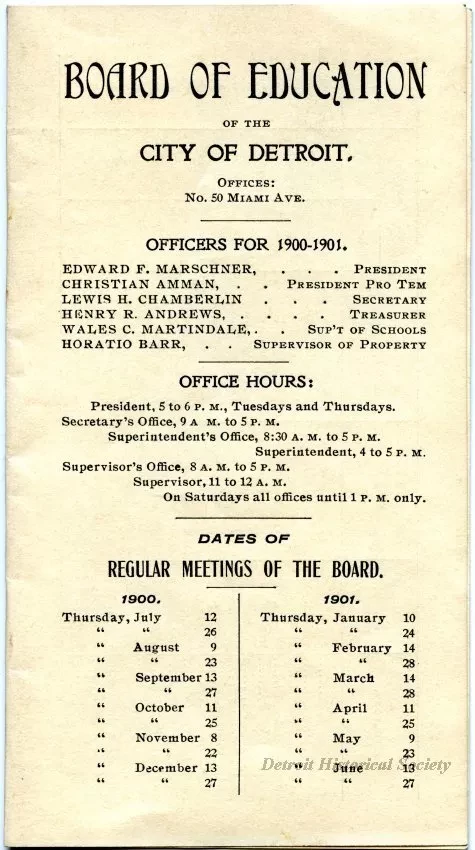 BOARD OF EDUCATION
OF THE
CITY OF DETROIT.
OFFICES:
NO. 50 MIAMI AVE.
OFFICERS FOR 1900-1901.
EDWARD F. MARSCHNER, . . . PRESIDENT
CHRISTIAN AMMAN, . . PRESIDENT PRO TEM
LEWIS H. CHAMBERLIN . . . SECRETARY
HENRY R. ANDREWS, . . . . TREASURER
WALES C. MARTINDALE, . . SUP'T OF SCHOOLS
HORATIO BARR, . . SUPERVISOR OF PROPERTY
OFFICE HOURS:
President, 5 to 6 P. M., Tuesdays and Thursdays.
Secretary's Office, 9 A M. to 5 P. M.
Superintendent's Office, 8:30 A. M. to 5 P. M.
Superintendent, 4 to 5 P. M.
Supervisor's Office, 8 A. M. to 5 P. M.
Supervisor, 11 to 12 A. M.
On Saturdays all offices until 1 P. M. only.
DATES OF
REGULAR MEETINGS OF THE BOARD.
1900.
Thursday, July 12
" " 26
" August 9
" " 23
" September 13
" " 27
" October 11
" " 25
" November 8
" " 22
" December 13
" " 27
1901.
Thursday, January 10
" " 24
" February 14
" " 28
" March 14
" " 28
" April 11
" " 25
" May 9
" " 23
" June 13
" " 27
Detroit Historical Society